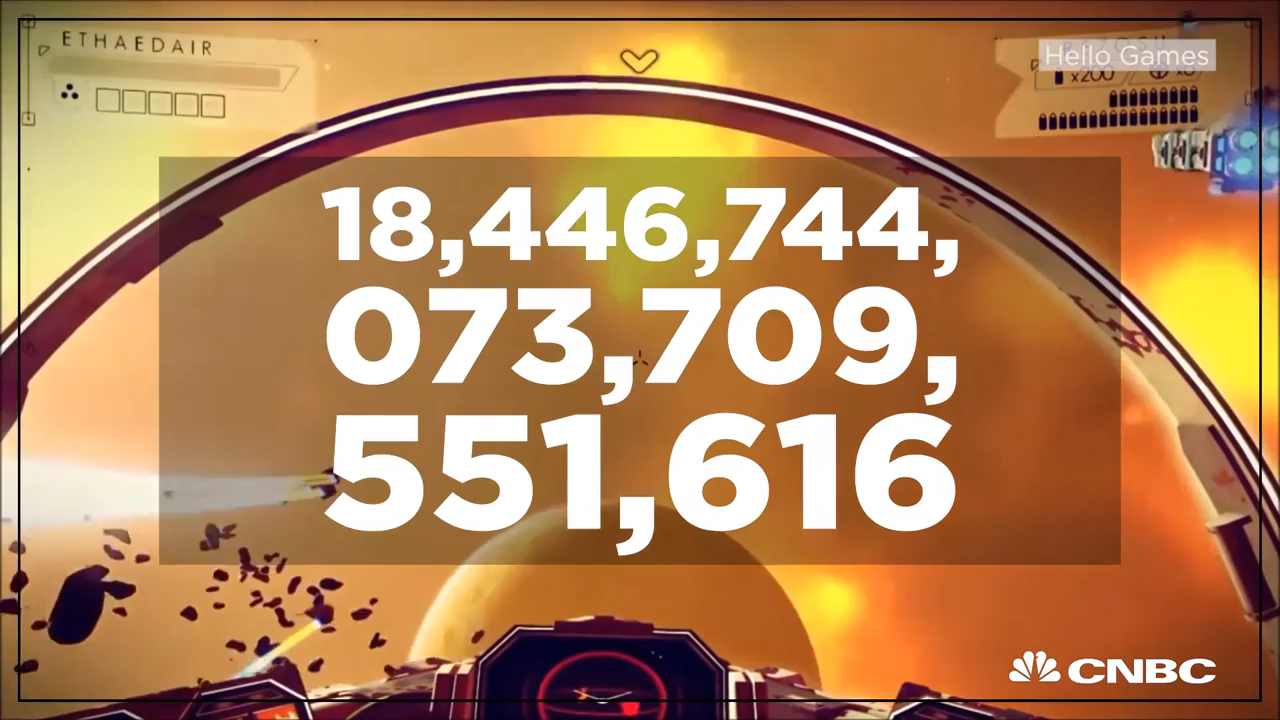 ETHAEDAIR
Hello Games
x200
18,446,744,
073,709,
551,616
CNBC